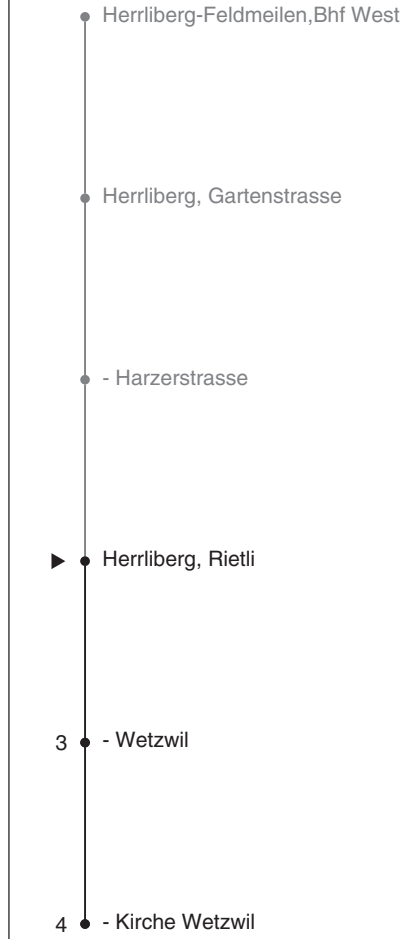 Herrliberg-Feldmeilen,Bhf West
Herrliberg, Gartenstrasse
- Harzerstrasse
Herrliberg, Rietli
3 - Wetzwil
4 - Kirche Wetzwil